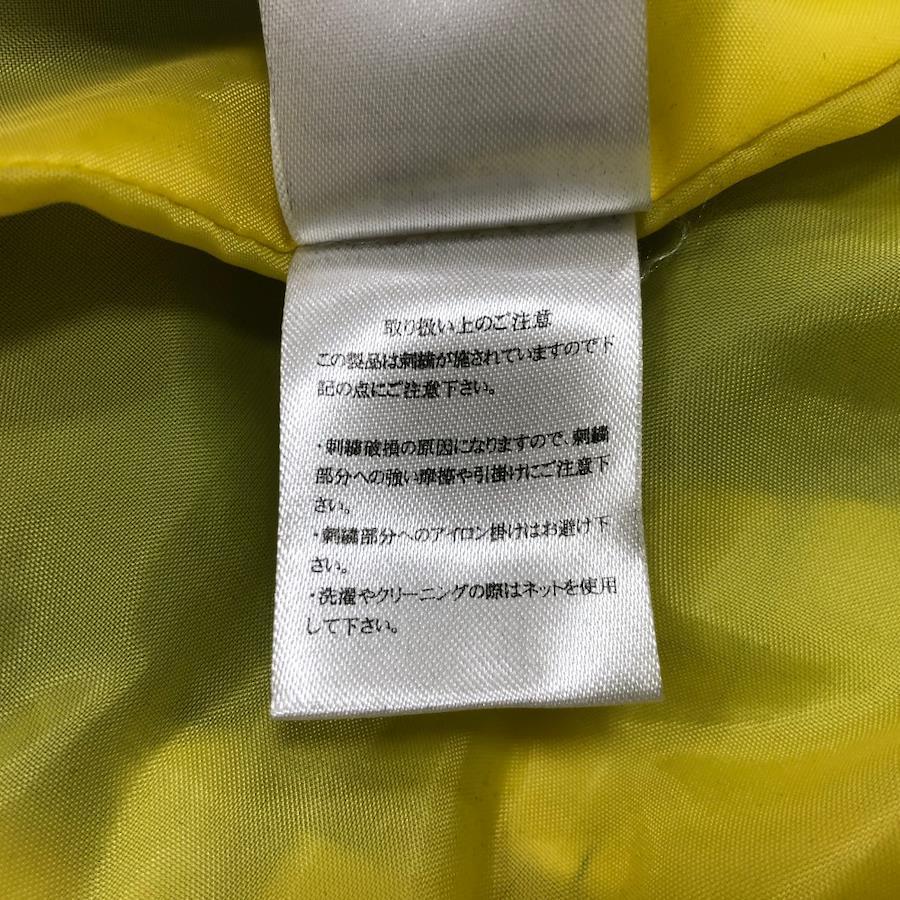 取り扱い上のご注意
この製品は刺繍が施されていますので下
記の点にご注意下さい。
・刺繍破損の原因になりますので、刺繍
部分への強い摩擦や引掛けにご注意下
さい。
・刺繍部分へのアイロン掛けはお避け下
さい。
・洗濯やクリーニングの際はネットを使用
して下さい。